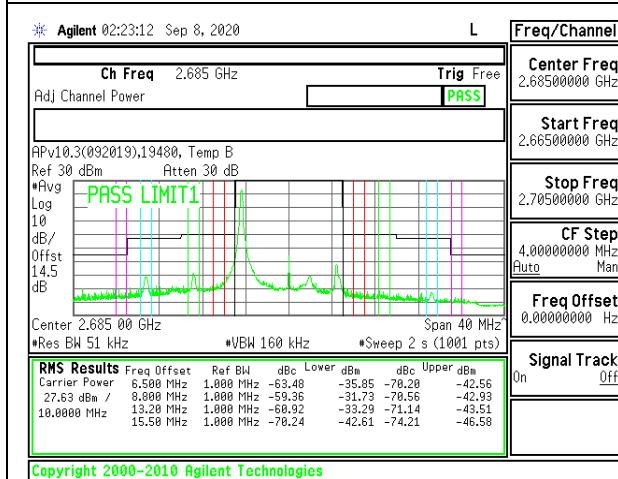 Agilent 02:23:12 Sep 8, 2020 L
Freq/Channel
Ch Freq 2.685 GHz Trig Free
Adj Channel Power PASS
APv10.3(092019),19480, Temp B
Ref 30 dBm Atten 30 dB
#Avg
Log
10
dB/
Offst
14.5
dB
PASS LIMIT1
Center 2.685 00 GHz Span 40 MHz
#Res BW 51 kHz #VBW 160 kHz #Sweep 2 s (1001 pts)
RMS Results Freq Offset Ref BW dBc Lower dBm dBc Upper dBm
Carrier Power 6.500 MHz 1.000 MHz -63.48 -35.85 -70.20 -42.56
27.63 dBm / 8.800 MHz 1.000 MHz -59.36 -31.73 -70.56 -42.93
10.0000 MHz 13.20 MHz 1.000 MHz -60.92 -33.29 -71.14 -43.51
15.50 MHz 1.000 MHz -70.24 -42.61 -74.21 -46.58
Copyright 2000-2010 Agilent Technologies
Center Freq
2.68500000 GHz
Start Freq
2.66500000 GHz
Stop Freq
2.70500000 GHz
CF Step
4.00000000 MHz
Auto Man
Freq Offset
0.00000000 Hz
Signal Track
On Off